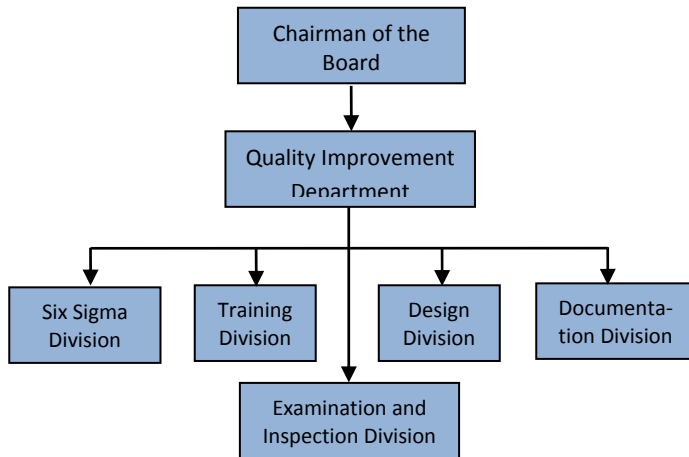 Chairman of the
Board
Quality Improvement
Department
Six Sigma
Division
Training
Division
Design
Division
Documenta-
tion Division
Examination and
Inspection Division